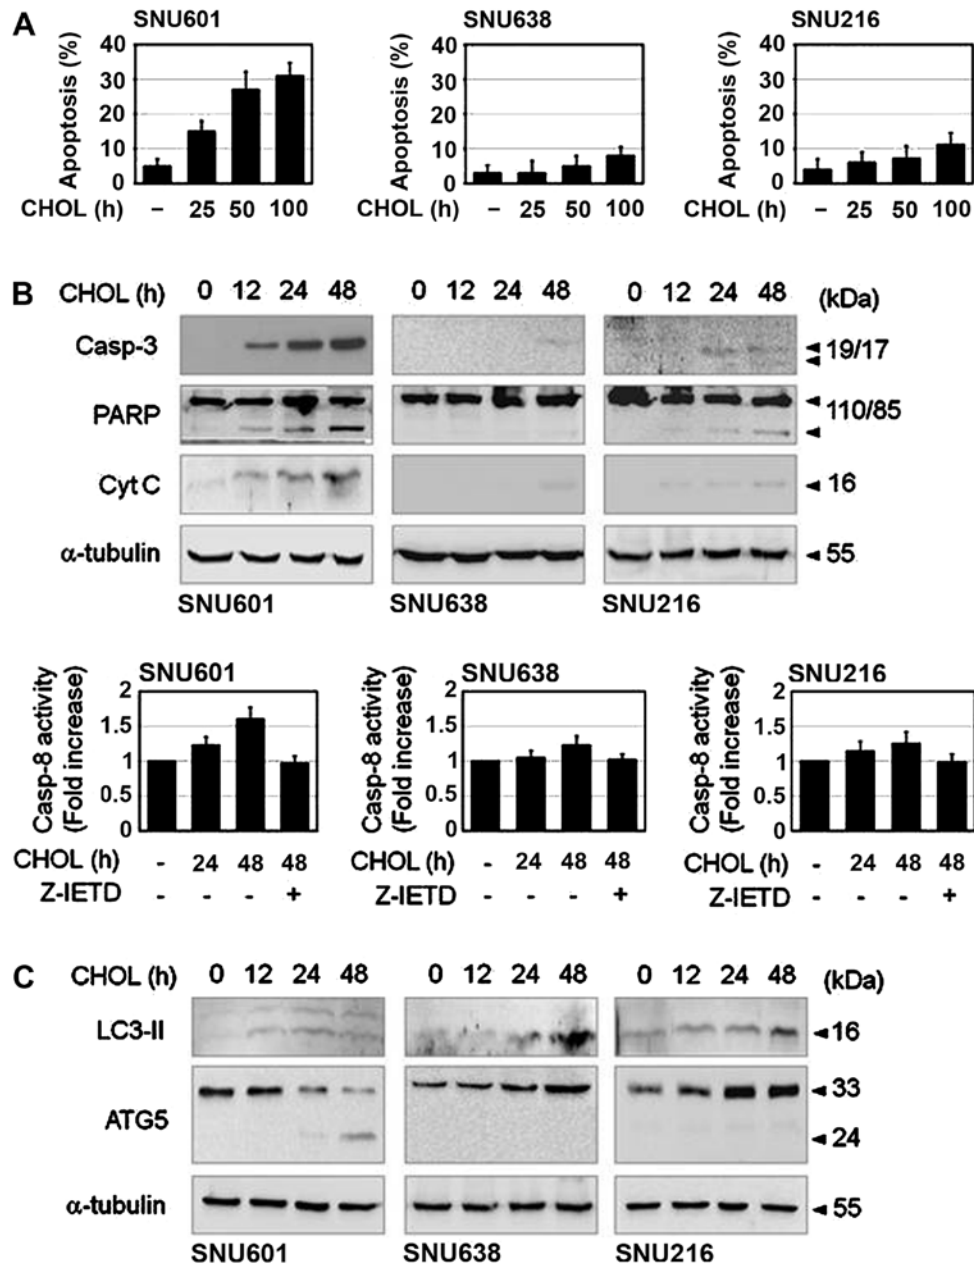 A
SNU601 SNU638 SNU216
Apoptosis (%) Apoptosis (%) Apoptosis (%)
40 40 40
30 30 30
20 20 20
10 10 10
0 0 0
CHOL (h) – 25 50 100 CHOL (h) – 25 50 100 CHOL (h) – 25 50 100
B CHOL (h) 0 12 24 48 0 12 24 48 0 12 24 48 (kDa)
Casp-3 19/17
PARP 110/85
Cyt C 16
α-tubulin 55
SNU601 SNU638 SNU216
SNU601 SNU638 SNU216
Casp-8 activity (Fold increase) Casp-8 activity (Fold increase) Casp-8 activity (Fold increase)
2 2 2
1.5 1.5 1.5
1 1 1
0.5 0.5 0.5
0 0 0
CHOL (h) - 24 48 48 CHOL (h) - 24 48 48 CHOL (h) - 24 48 48
Z-IETD - - - + Z-IETD - - - + Z-IETD - - - +
C CHOL (h) 0 12 24 48 0 12 24 48 0 12 24 48 (kDa)
LC3-II 16
33
ATG5
24
α-tubulin 55
SNU601 SNU638 SNU216